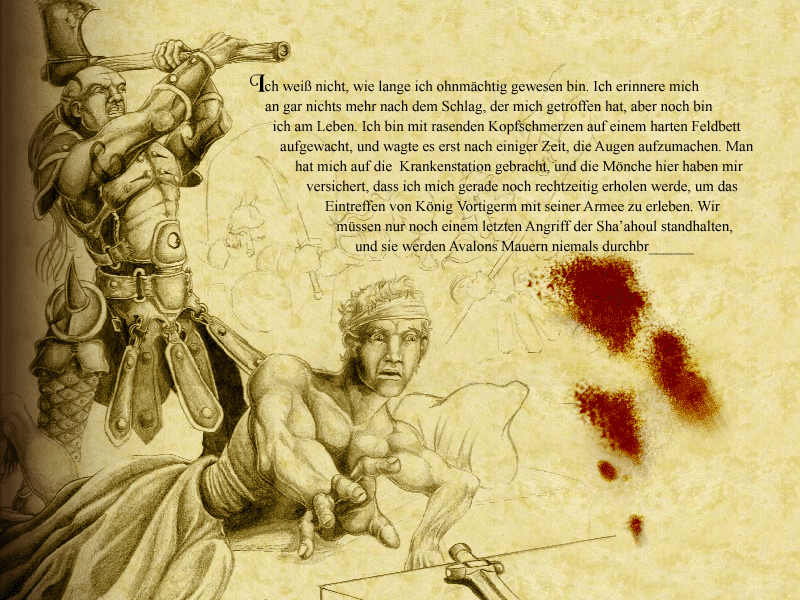 Ich weiß nicht, wie lange ich ohnmächtig gewesen bin. Ich erinnere mich
an gar nichts mehr nach dem Schlag, der mich getroffen hat, aber noch bin
ich am Leben. Ich bin mit rasenden Kopfschmerzen auf einem harten Feldbett
aufgewacht, und wagte es erst nach einiger Zeit, die Augen aufzumachen. Man
hat mich auf die Krankenstation gebracht, und die Mönche hier haben mir
versichert, dass ich mich gerade noch rechtzeitig erholen werde, um das
Eintreffen von König Vortigerm mit seiner Armee zu erleben. Wir
müssen nur noch einem letzten Angriff der Sha’ahoul standhalten,
und sie werden Avalons Mauern niemals durchbr______